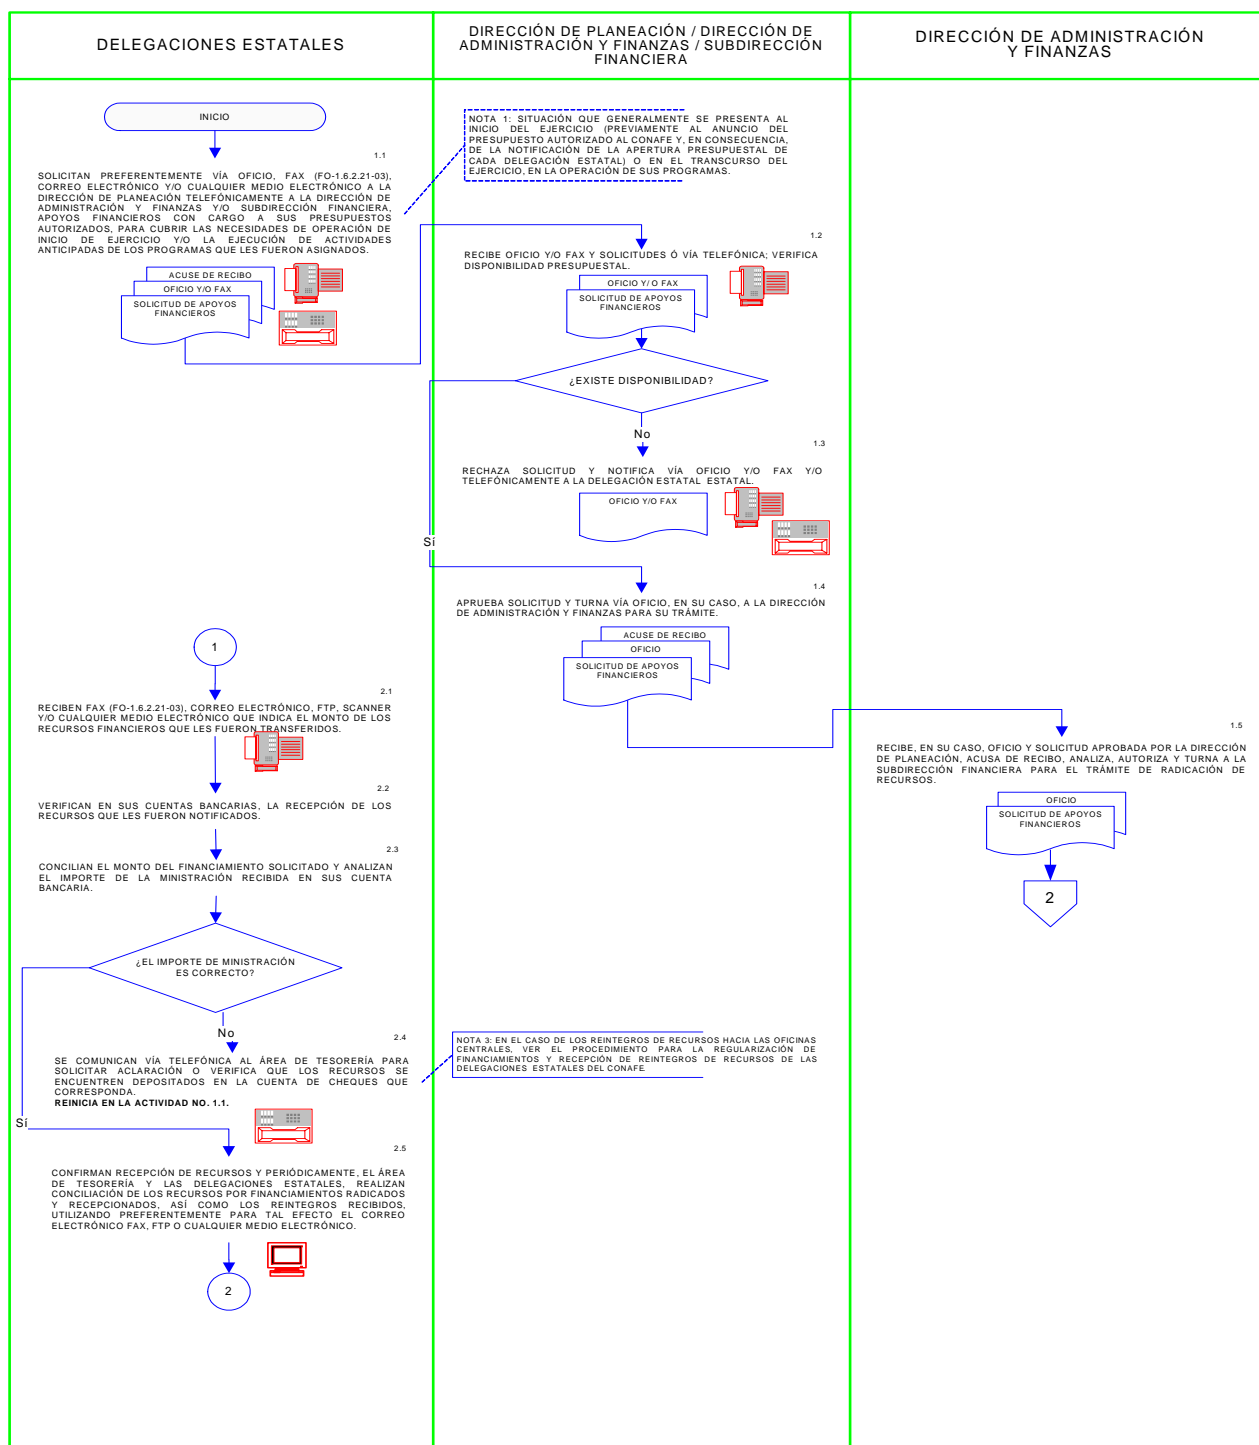 DELEGACIONES ESTATALES
DIRECCIÓN DE PLANEACIÓN / DIRECCIÓN DE
ADMINISTRACIÓN Y FINANZAS / SUBDIRECCIÓN
FINANCIERA
DIRECCIÓN DE ADMINISTRACIÓN
Y FINANZAS
INICIO
1.1
SOLICITAN PREFERENTEMENTE VÍA OFICIO, FAX (FO-1.6.2.21-03),
CORREO ELECTRÓNICO Y/O CUALQUIER MEDIO ELECTRÓNICO A LA
DIRECCIÓN DE PLANEACIÓN TELEFÓNICAMENTE A LA DIRECCIÓN DE
ADMINISTRACIÓN Y FINANZAS Y/O SUBDIRECCIÓN FINANCIERA,
APOYOS FINANCIEROS CON CARGO A SUS PRESUPUESTOS
AUTORIZADOS, PARA CUBRIR LAS NECESIDADES DE OPERACIÓN DE
INICIO DE EJERCICIO Y/O LA EJECUCIÓN DE ACTIVIDADES
ANTICIPADAS DE LOS PROGRAMAS QUE LES FUERON ASIGNADOS.
ACUSE DE RECIBO
OFICIO Y/O FAX
SOLICITUD DE APOYOS
FINANCIEROS
NOTA 1: SITUACIÓN QUE GENERALMENTE SE PRESENTA AL
INICIO DEL EJERCICIO (PREVIAMENTE AL ANUNCIO DEL
PRESUPUESTO AUTORIZADO AL CONAFE Y, EN CONSECUENCIA,
DE LA NOTIFICACIÓN DE LA APERTURA PRESUPUESTAL DE
CADA DELEGACIÓN ESTATAL) O EN EL TRANSCURSO DEL
EJERCICIO, EN LA OPERACIÓN DE SUS PROGRAMAS.
1.2
RECIBE OFICIO Y/O FAX Y SOLICITUDES Ó VÍA TELEFÓNICA; VERIFICA
DISPONIBILIDAD PRESUPUESTAL.
OFICIO Y/ O FAX
SOLICITUD DE APOYOS
FINANCIEROS
¿EXISTE DISPONIBILIDAD?
No
1.3
RECHAZA SOLICITUD Y NOTIFICA VÍA OFICIO Y/O FAX Y/O
TELEFÓNICAMENTE A LA DELEGACIÓN ESTATAL ESTATAL.
OFICIO Y/O FAX
Sí
1.4
APRUEBA SOLICITUD Y TURNA VÍA OFICIO, EN SU CASO, A LA DIRECCIÓN
DE ADMINISTRACIÓN Y FINANZAS PARA SU TRÁMITE.
ACUSE DE RECIBO
OFICIO
SOLICITUD DE APOYOS
FINANCIEROS
1.5
RECIBE, EN SU CASO, OFICIO Y SOLICITUD APROBADA POR LA DIRECCIÓN
DE PLANEACIÓN, ACUSA DE RECIBO, ANALIZA, AUTORIZA Y TURNA A LA
SUBDIRECCIÓN FINANCIERA PARA EL TRÁMITE DE RADICACIÓN DE
RECURSOS.
OFICIO
SOLICITUD DE APOYOS
FINANCIEROS
2
1
2.1
RECIBEN FAX (FO-1.6.2.21-03), CORREO ELECTRÓNICO, FTP, SCANNER
Y/O CUALQUIER MEDIO ELECTRÓNICO QUE INDICA EL MONTO DE LOS
RECURSOS FINANCIEROS QUE LES FUERON TRANSFERIDOS.
2.2
VERIFICAN EN SUS CUENTAS BANCARIAS, LA RECEPCIÓN DE LOS
RECURSOS QUE LES FUERON NOTIFICADOS.
2.3
CONCILIAN EL MONTO DEL FINANCIAMIENTO SOLICITADO Y ANALIZAN
EL IMPORTE DE LA MINISTRACIÓN RECIBIDA EN SUS CUENTA
BANCARIA.
¿EL IMPORTE DE MINISTRACIÓN
ES CORRECTO?
No
2.4
SE COMUNICAN VÍA TELEFÓNICA AL ÁREA DE TESORERÍA PARA
SOLICITAR ACLARACIÓN O VERIFICA QUE LOS RECURSOS SE
ENCUENTREN DEPOSITADOS EN LA CUENTA DE CHEQUES QUE
CORRESPONDA.
REINICIA EN LA ACTIVIDAD NO. 1.1.
NOTA 3: EN EL CASO DE LOS REINTEGROS DE RECURSOS HACIA LAS OFICINAS
CENTRALES, VER EL PROCEDIMIENTO PARA LA REGULARIZACIÓN DE
FINANCIAMIENTOS Y RECEPCIÓN DE REINTEGROS DE RECURSOS DE LAS
DELEGACIONES ESTATALES DEL CONAFE.
Sí
2.5
CONFIRMAN RECEPCIÓN DE RECURSOS Y PERIÓDICAMENTE, EL ÁREA
DE TESORERÍA Y LAS DELEGACIONES ESTATALES, REALIZAN
CONCILIACIÓN DE LOS RECURSOS POR FINANCIAMIENTOS RADICADOS
Y RECEPCIONADOS, ASÍ COMO LOS REINTEGROS RECIBIDOS,
UTILIZANDO PREFERENTEMENTE PARA TAL EFECTO EL CORREO
ELECTRÓNICO FAX, FTP O CUALQUIER MEDIO ELECTRÓNICO.
2